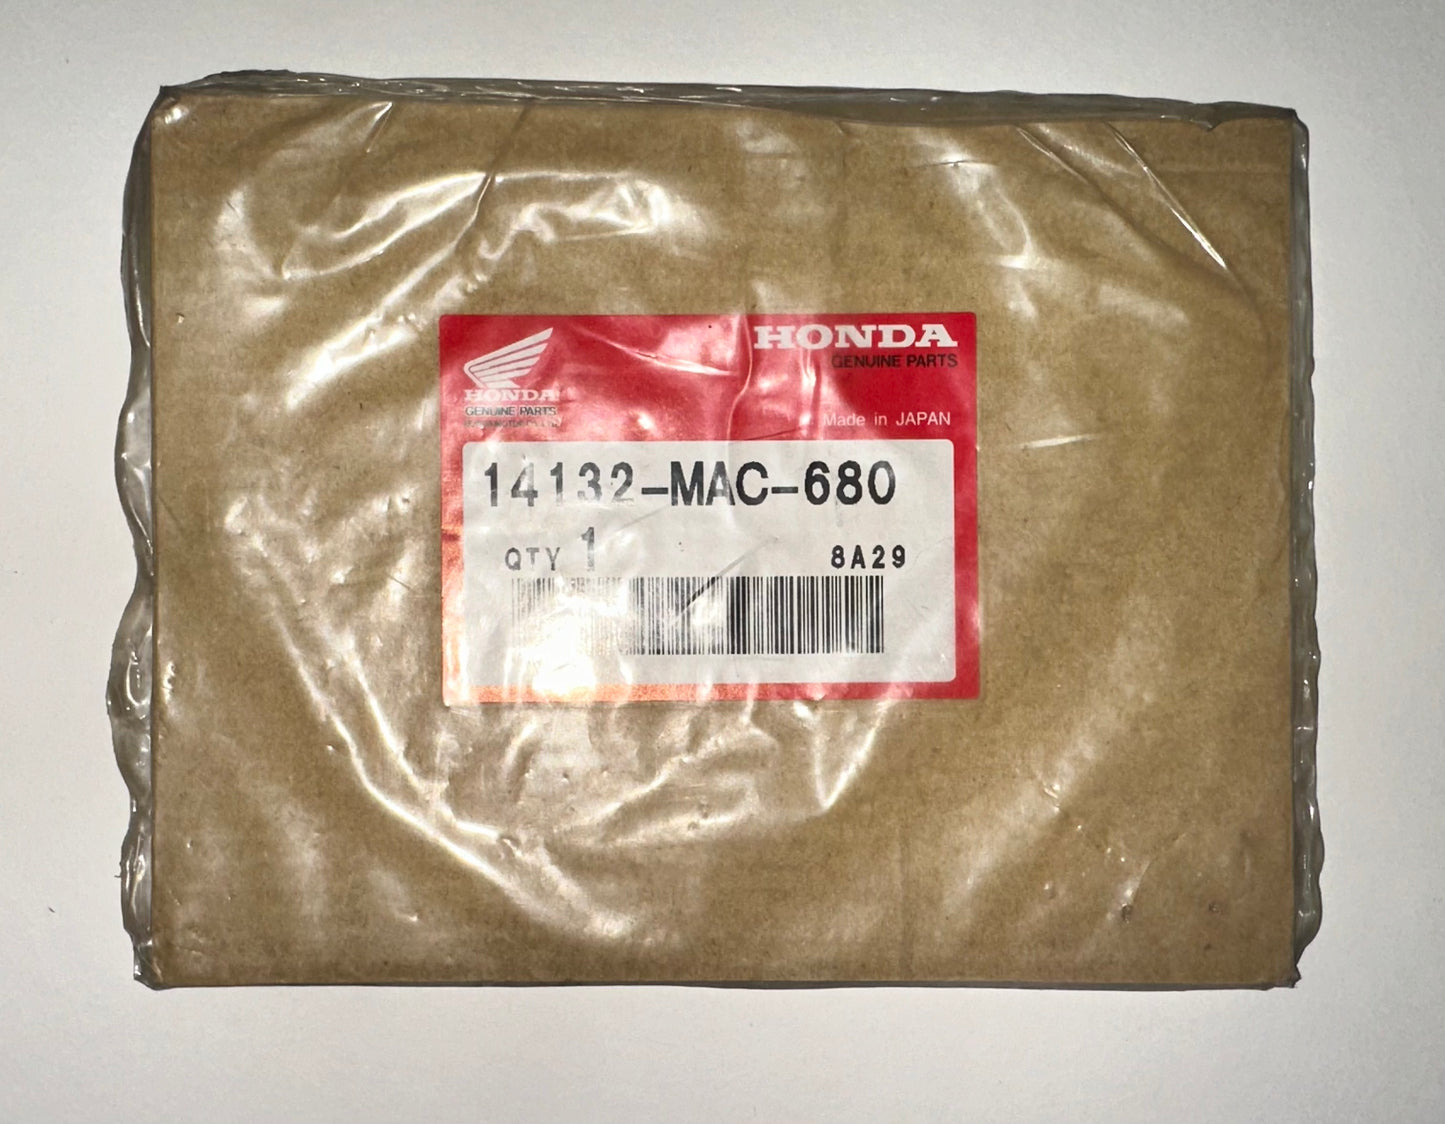 HONDA
GENUINE PARTS
HONDA
GENUINE PARTS
Made in JAPAN
14132-MAC-680
QTY 1
8A29